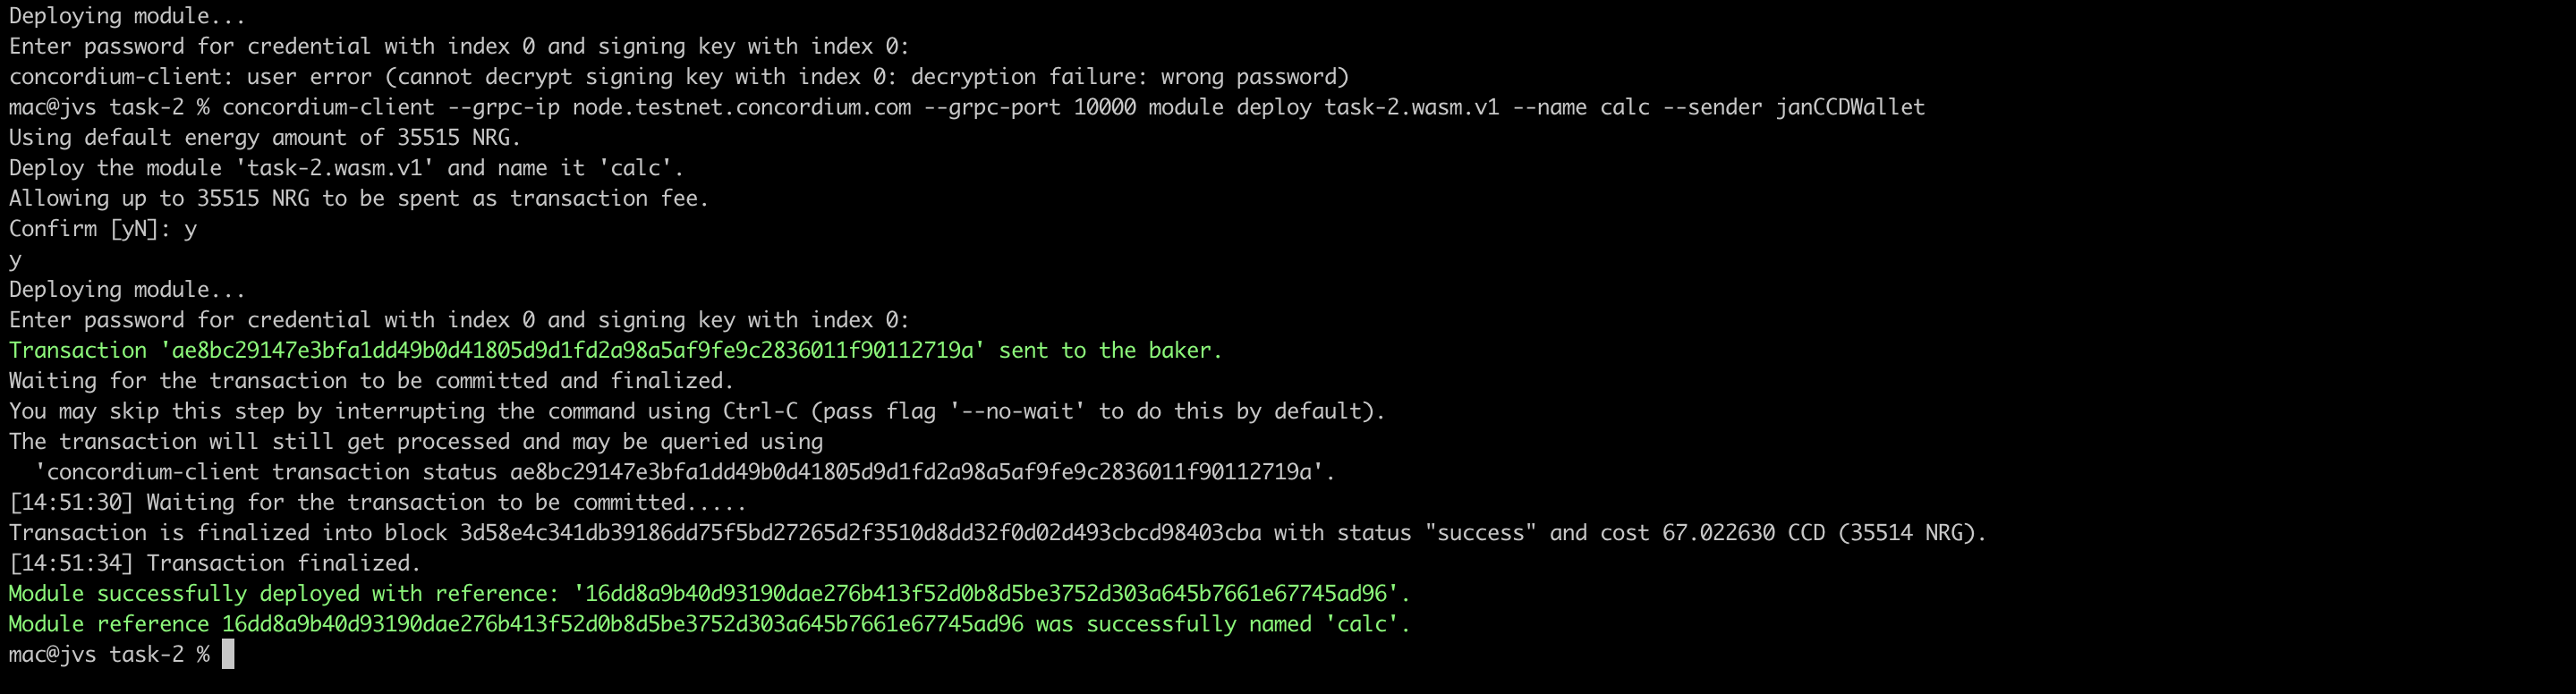 Deploying module...
Enter password for credential with index 0 and signing key with index 0:
concordium-client: user error (cannot decrypt signing key with index 0: decryption failure: wrong password)
mac@jvs task-2 % concordium-client --grpc-ip node.testnet.concordium.com --grpc-port 10000 module deploy task-2.wasm.v1 --name calc --sender janCCDWallet
Using default energy amount of 35515 NRG.
Deploy the module 'task-2.wasm.v1' and name it 'calc'.
Allowing up to 35515 NRG to be spent as transaction fee.
Confirm [yN]: y
y
Deploying module...
Enter password for credential with index 0 and signing key with index 0:
Transaction 'ae8bc29147e3bfa1dd49b0d41805d9d1fd2a98a5af9fe9c2836011f90112719a' sent to the baker.
Waiting for the transaction to be committed and finalized.
You may skip this step by interrupting the command using Ctrl-C (pass flag '--no-wait' to do this by default).
The transaction will still get processed and may be queried using
  'concordium-client transaction status ae8bc29147e3bfa1dd49b0d41805d9d1fd2a98a5af9fe9c2836011f90112719a'.
[14:51:30] Waiting for the transaction to be committed.....
Transaction is finalized into block 3d58e4c341db39186dd75f5bd27265d2f3510d8dd32f0d02d493cbcd98403cba with status "success" and cost 67.022630 CCD (35514 NRG).
[14:51:34] Transaction finalized.
Module successfully deployed with reference: '16dd8a9b40d93190dae276b413f52d0b8d5be3752d303a645b7661e67745ad96'.
Module reference 16dd8a9b40d93190dae276b413f52d0b8d5be3752d303a645b7661e67745ad96 was successfully named 'calc'.
mac@jvs task-2 %